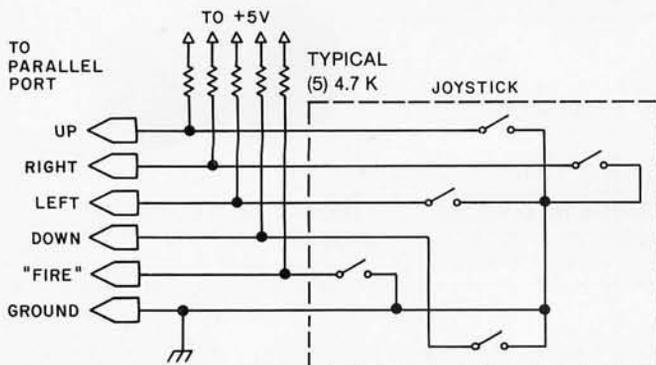 TO +5V
TO
PARALLEL
PORT
TYPICAL
(5) 4.7 K
JOYSTICK
UP
RIGHT
LEFT
DOWN
"FIRE"
GROUND